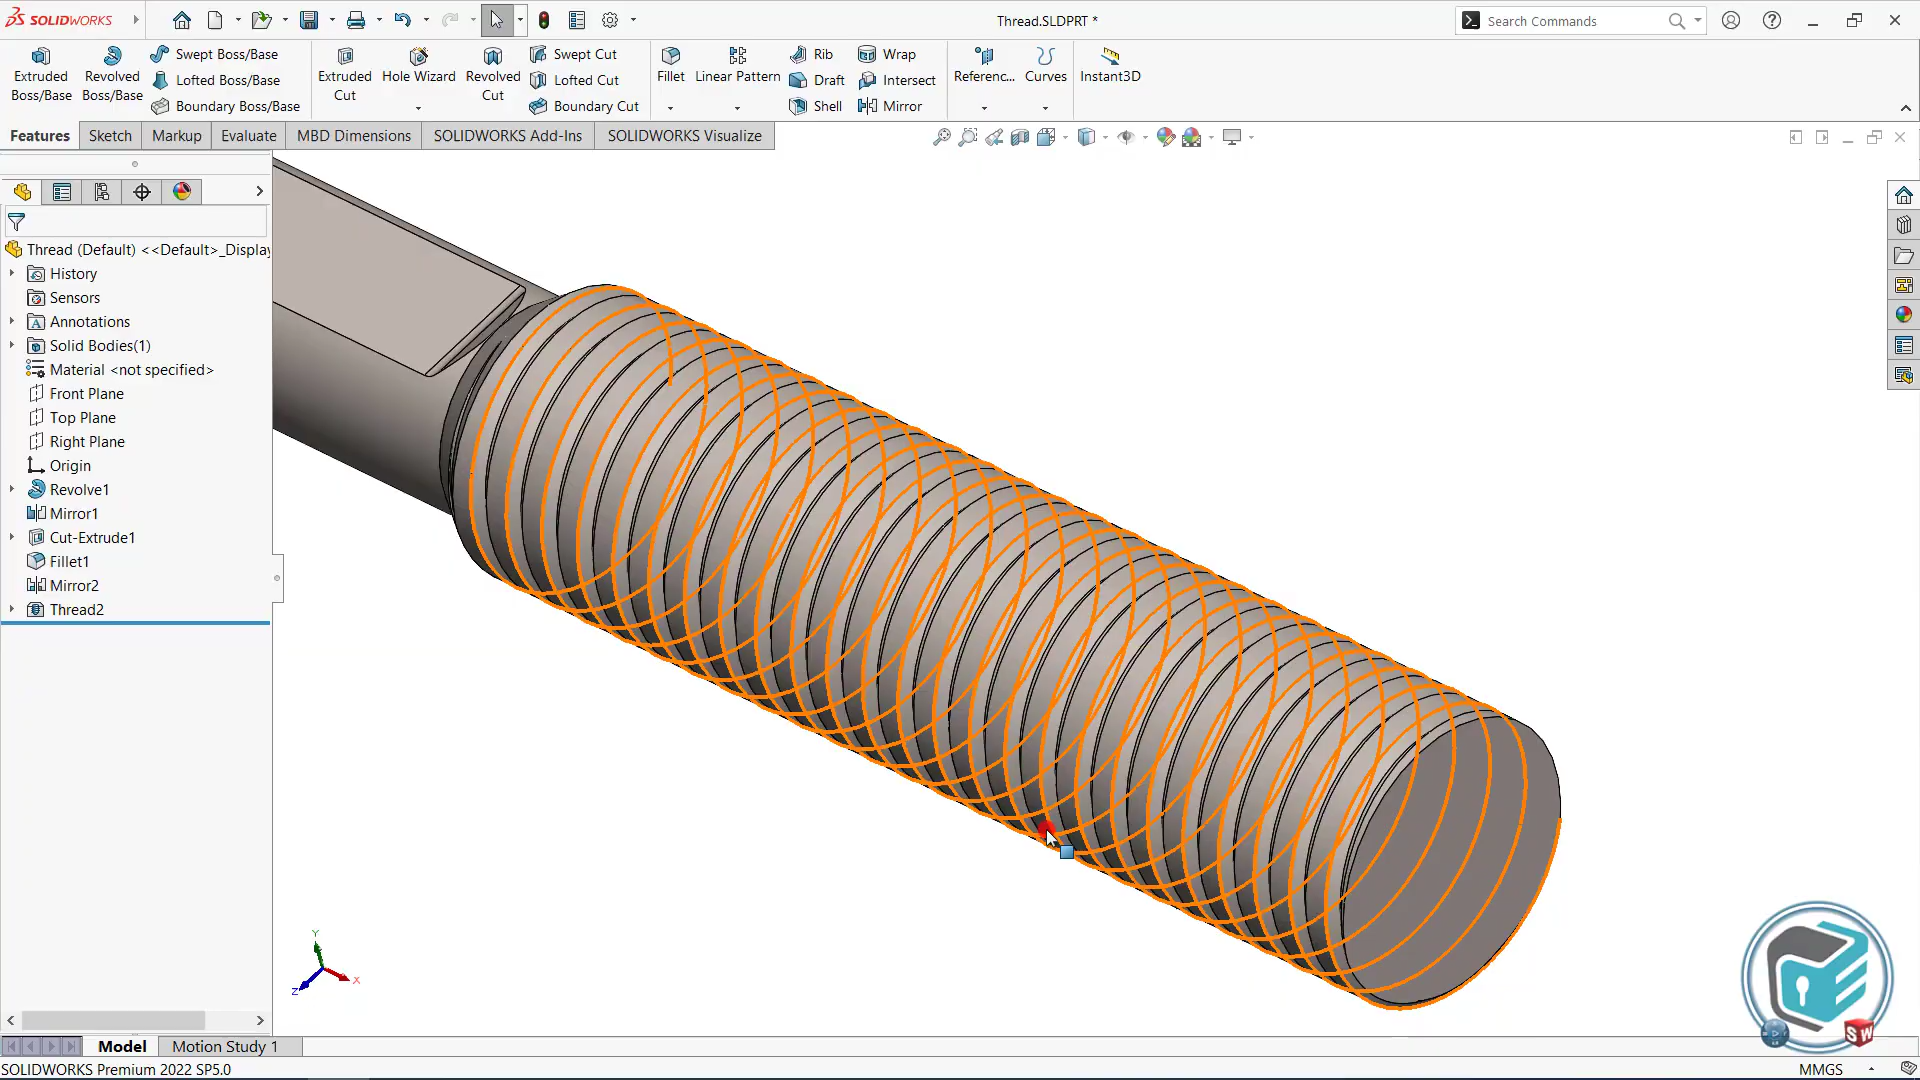 SOLIDWORKS
Thread.SLDPRT *
Search Commands
Extruded Boss/Base
Revolved Boss/Base
Swept Boss/Base
Lofted Boss/Base
Boundary Boss/Base
Extruded Cut
Hole Wizard
Revolved Cut
Swept Cut
Lofted Cut
Boundary Cut
Fillet
Linear Pattern
Rib
Draft
Shell
Wrap
Intersect
Mirror
Referenc...
Curves
Instant3D
Features
Sketch
Markup
Evaluate
MBD Dimensions
SOLIDWORKS Add-Ins
SOLIDWORKS Visualize
Thread (Default) <<Default>_Display
History
Sensors
Annotations
Solid Bodies(1)
Material <not specified>
Front Plane
Top Plane
Right Plane
Origin
Revolve1
Mirror1
Cut-Extrude1
Fillet1
Mirror2
Thread2
Y
X
Z
SW
Model
Motion Study 1
SOLIDWORKS Premium 2022 SP5.0
MMGS